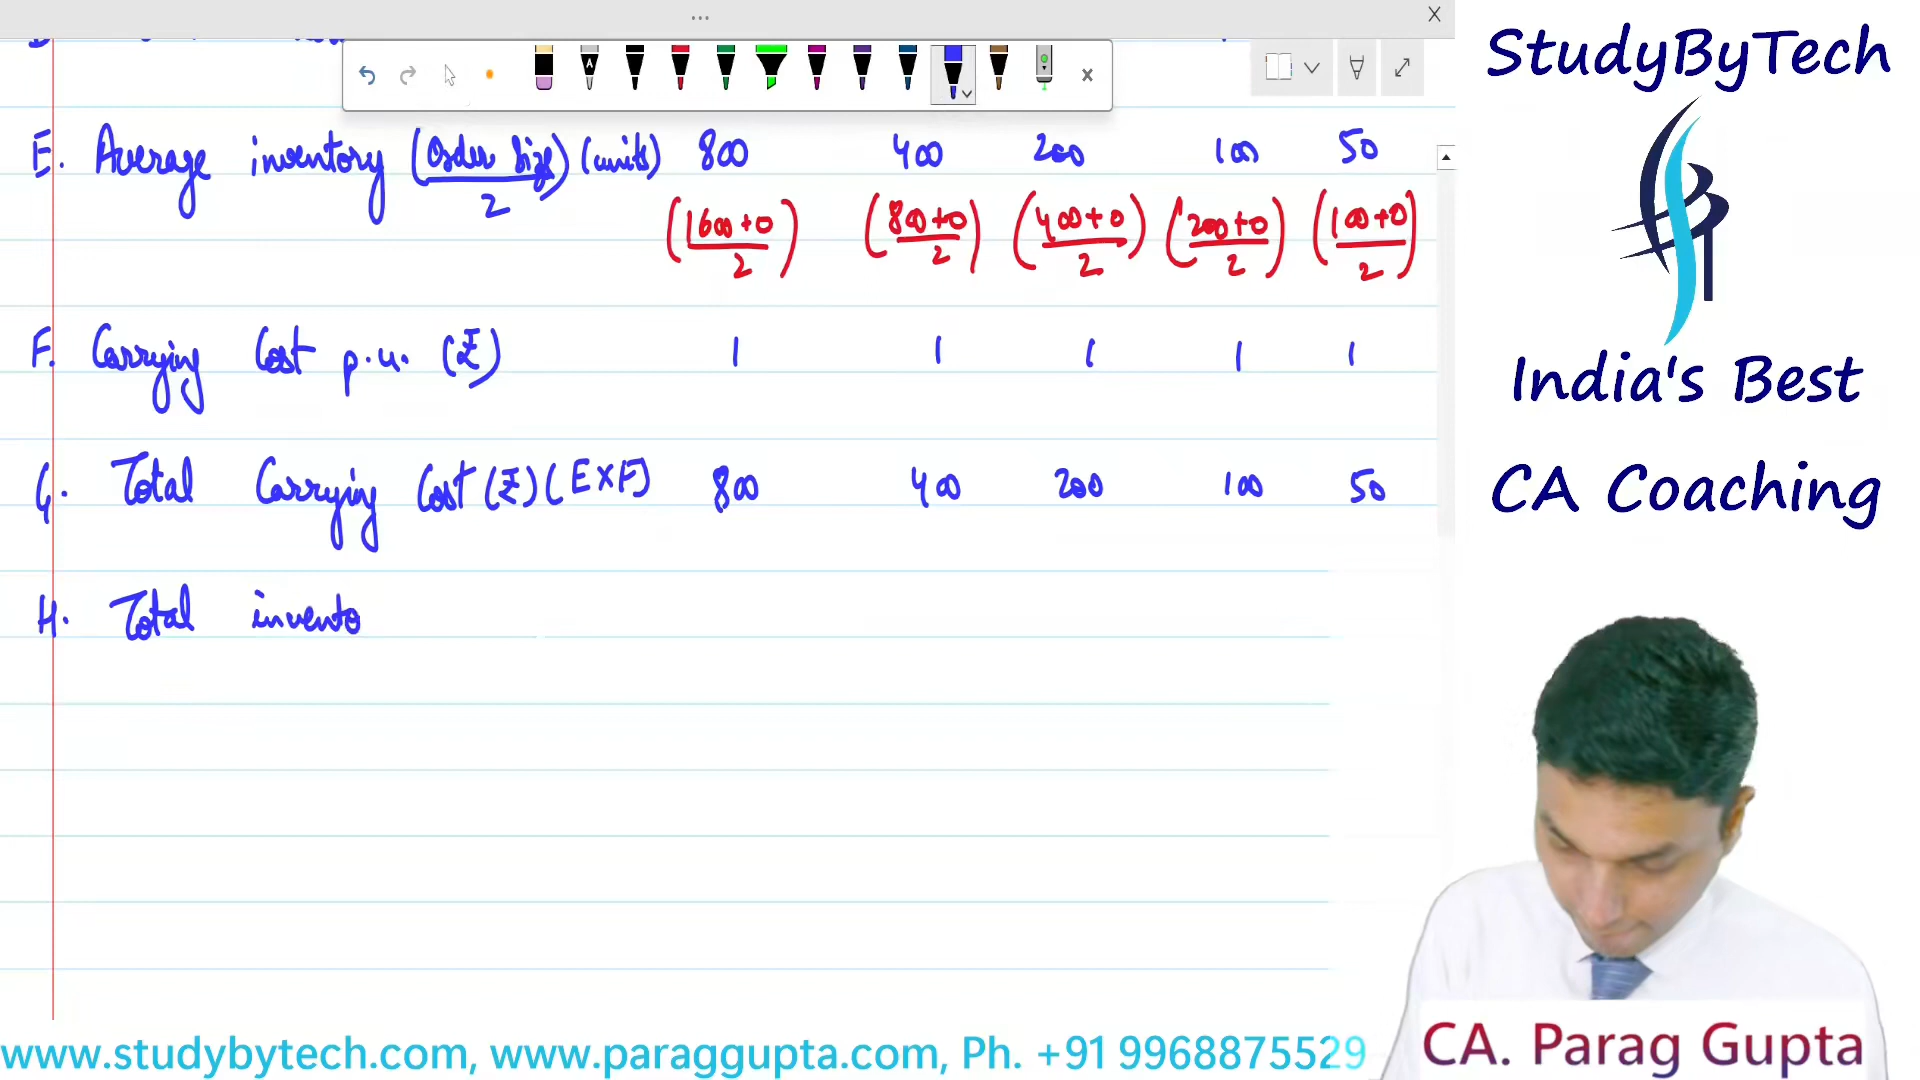 StudyByTech
E. Average inventory (Order Size / 2) (units) 800 400 200 100 50
(1600+0 / 2) (800+0 / 2) (400+0 / 2) (200+0 / 2) (100+0 / 2)
F. Carrying Cost p.u. (₹) 1 1 1 1 1
India's Best
G. Total Carrying Cost (₹) (E×F) 800 400 200 100 50
CA Coaching
H. Total invento
www.studybytech.com, www.paraggupta.com, Ph. +91 9968875529
CA. Parag Gupta